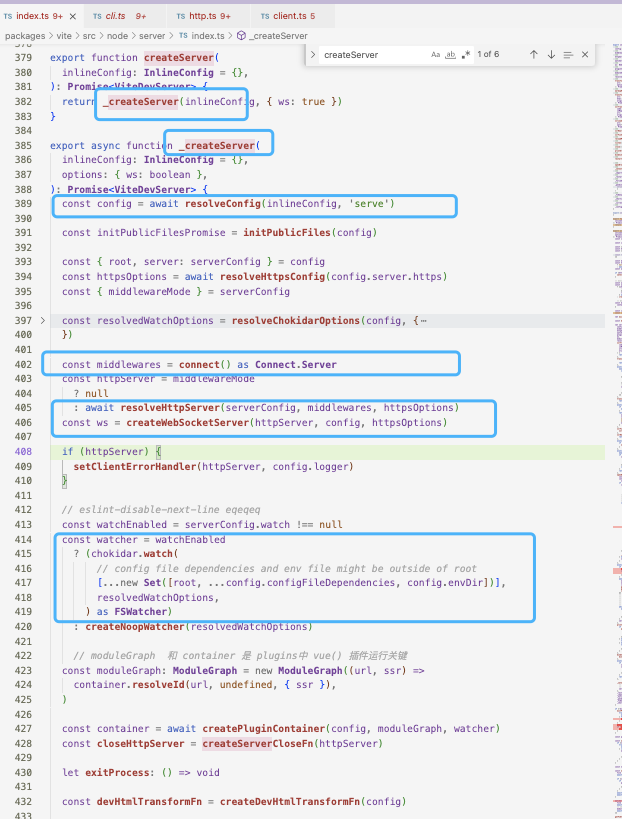 TS index.ts 9+ × TS cli.ts 9+ TS http.ts 9+ TS client.ts 5
packages > vite > src > node > server > TS index.ts > _createServer
createServer Aa ab .* 1 of 6
378
379 export function createServer(
380 inlineConfig: InlineConfig = {},
381 ): Promise<ViteDevServer> {
382 return _createServer(inlineConfig, { ws: true })
383 }
384
385 export async function _createServer(
386 inlineConfig: InlineConfig = {},
387 options: { ws: boolean },
388 ): Promise<ViteDevServer> {
389 const config = await resolveConfig(inlineConfig, 'serve')
390
391 const initPublicFilesPromise = initPublicFiles(config)
392
393 const { root, server: serverConfig } = config
394 const httpsOptions = await resolveHttpsConfig(config.server.https)
395 const { middlewareMode } = serverConfig
396
397 const resolvedWatchOptions = resolveChokidarOptions(config, {⋯
400 })
401
402 const middlewares = connect() as Connect.Server
403 const httpServer = middlewareMode
404 ? null
405 : await resolveHttpServer(serverConfig, middlewares, httpsOptions)
406 const ws = createWebSocketServer(httpServer, config, httpsOptions)
407
408 if (httpServer) {
409 setClientErrorHandler(httpServer, config.logger)
410 }
411
412 // eslint-disable-next-line eqeqeq
413 const watchEnabled = serverConfig.watch !== null
414 const watcher = watchEnabled
415 ? (chokidar.watch(
416 // config file dependencies and env file might be outside of root
417 [...new Set([root, ...config.configFileDependencies, config.envDir])],
418 resolvedWatchOptions,
419 ) as FSWatcher)
420 : createNoopWatcher(resolvedWatchOptions)
421
422 // moduleGraph 和 container 是 plugins中 vue() 插件运行关键
423 const moduleGraph: ModuleGraph = new ModuleGraph((url, ssr) =>
424 container.resolveId(url, undefined, { ssr }),
425 )
426
427 const container = await createPluginContainer(config, moduleGraph, watcher)
428 const closeHttpServer = createServerCloseFn(httpServer)
429
430 let exitProcess: () => void
431
432 const devHtmlTransformFn = createDevHtmlTransformFn(config)
433